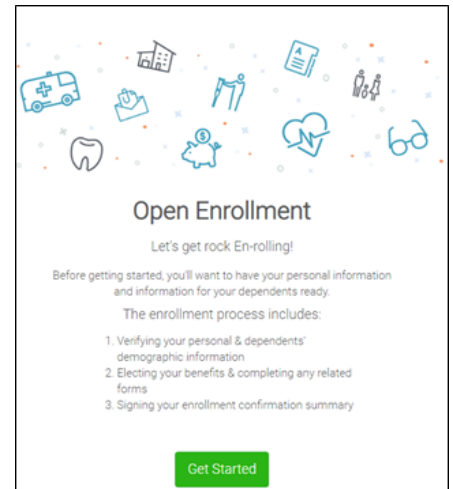 Open Enrollment
Let's get rock En-rolling!
Before getting started, you'll want to have your personal information
and information for your dependents ready.
The enrollment process includes:
1. Verifying your personal & dependents'
demographic information
2. Electing your benefits & completing any related
forms
3. Signing your enrollment confirmation summary
Get Started